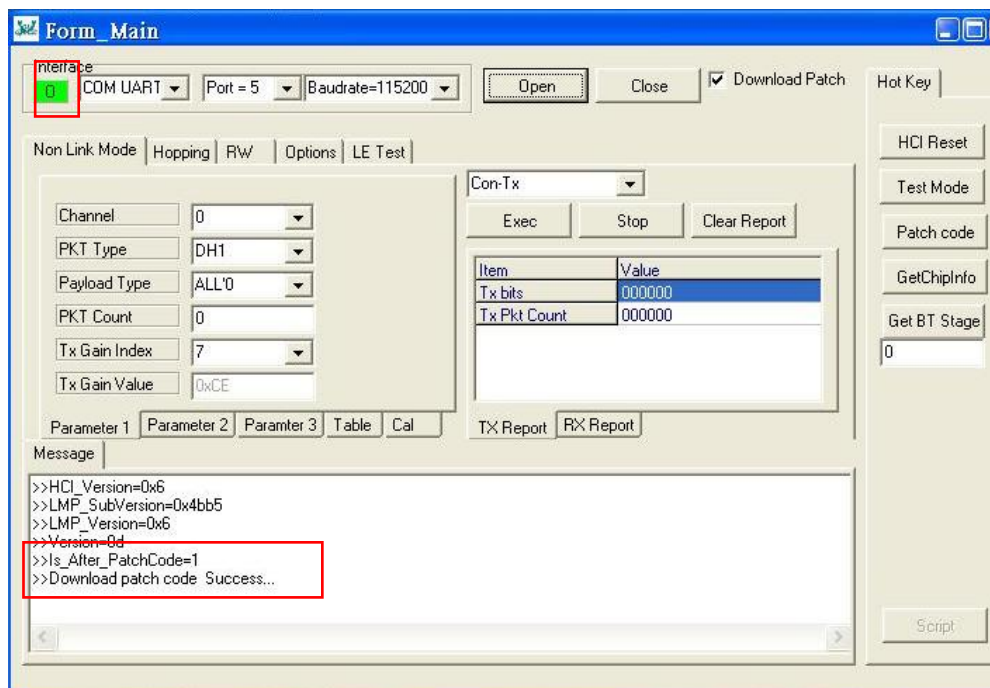 Form_Main
Interface
0 COM UART Port = 5 Baudrate=115200 Open Close Download Patch
Hot Key
Non Link Mode Hopping RW Options LE Test
HCI Reset
Con-Tx
Test Mode
Channel 0
Exec Stop Clear Report
Patch code
PKT Type DH1
Item Value
Payload Type ALL'0
Tx bits 000000
GetChipInfo
PKT Count 0
Tx Pkt Count 000000
Get BT Stage
0
Tx Gain Index 7
Tx Gain Value 0xCE
Parameter 1 Parameter 2 Paramter 3 Table Cal
TX Report RX Report
Message
>>HCI_Version=0x6
>>LMP_SubVersion=0x4bb5
>>LMP_Version=0x6
>>Version=0d
>>Is_After_PatchCode=1
>>Download patch code Success...
Script